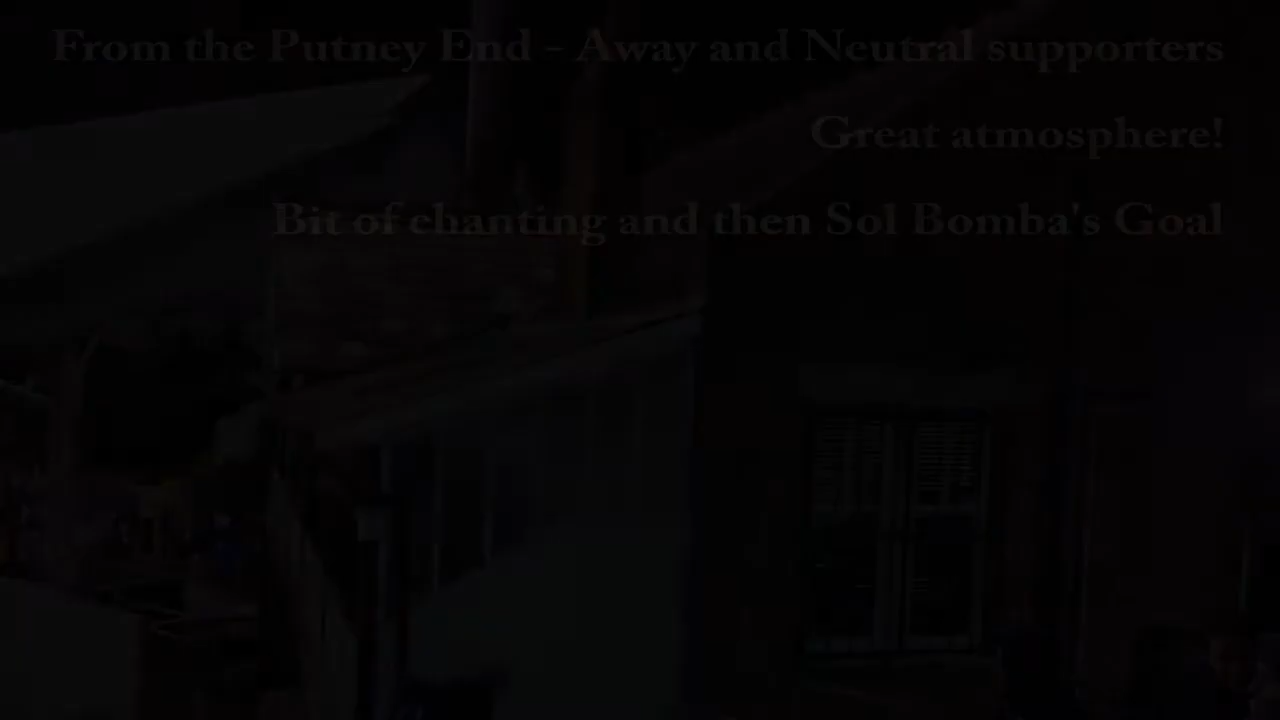 From the Putney End - Away and Neutral supporters
Great atmosphere!
Bit of chanting and then Sol Bomba's Goal